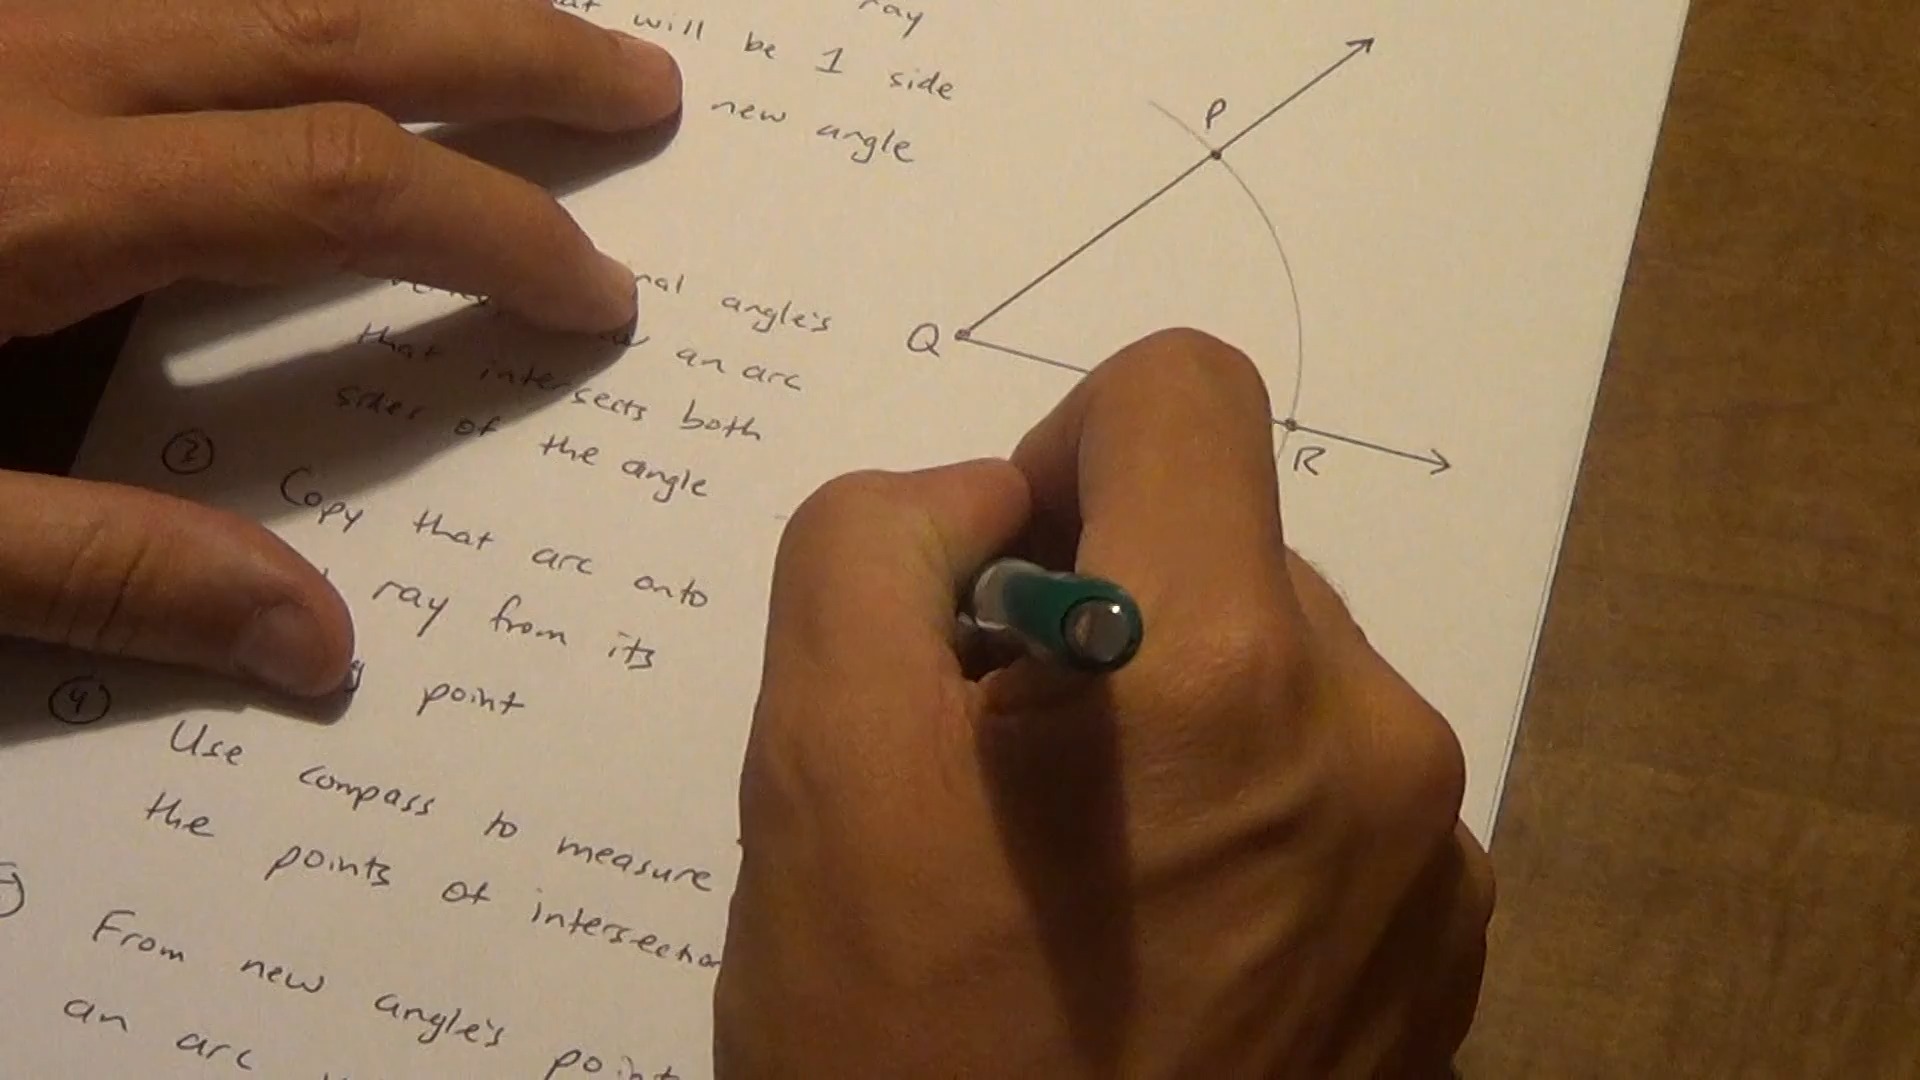 ray
will be 1 side
new angle
angle's
an arc
that intersects both
sides of the angle
3 Copy that arc onto
ray from its
point
4 Use compass to measure
the points of
From new angle's
an arc
P
Q
R